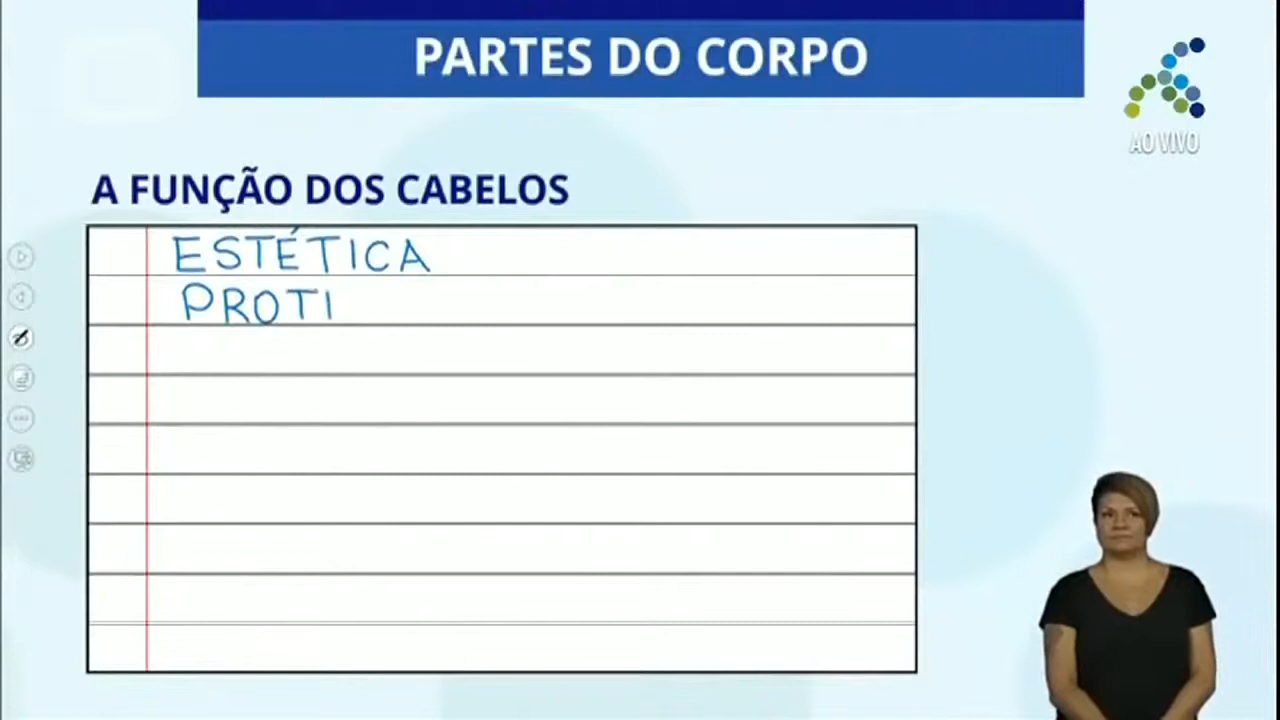 PARTES DO CORPO
AO VIVO
A FUNÇÃO DOS CABELOS
ESTÉTICA
PROTI